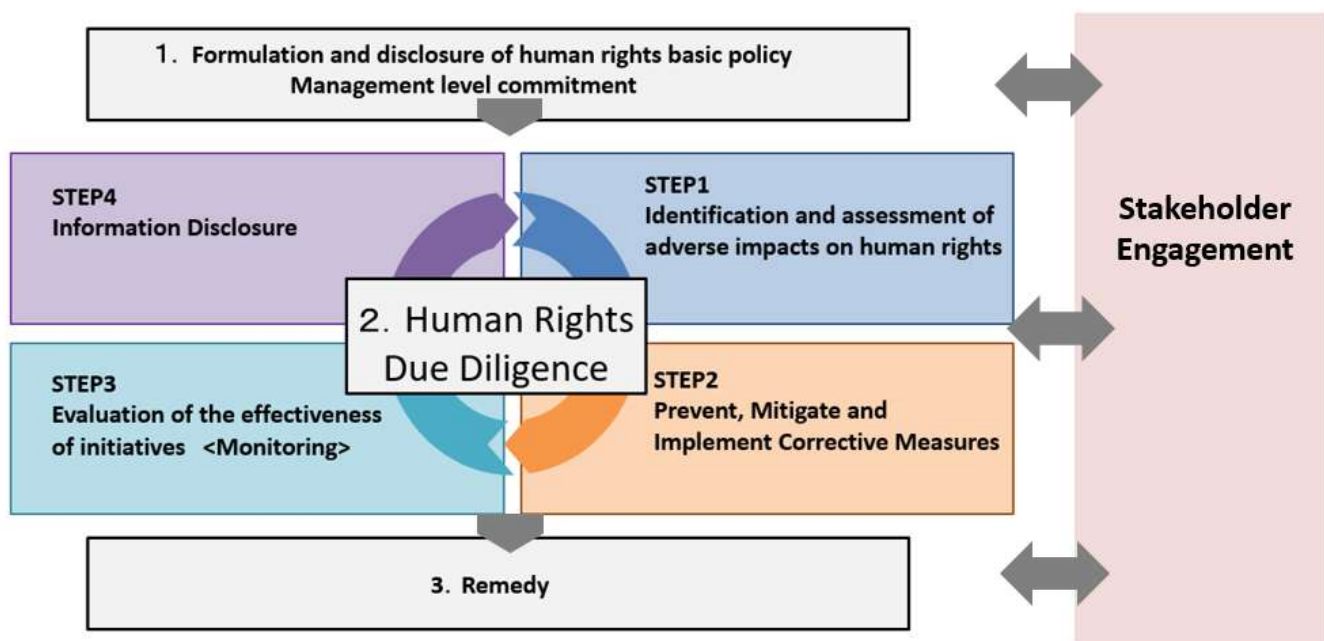 1. Formulation and disclosure of human rights basic policy
Management level commitment
STEP4
Information Disclosure
STEP1
Identification and assessment of
adverse impacts on human rights
2. Human Rights
Due Diligence
STEP3
Evaluation of the effectiveness
of initiatives <Monitoring>
STEP2
Prevent, Mitigate and
Implement Corrective Measures
3. Remedy
Stakeholder
Engagement